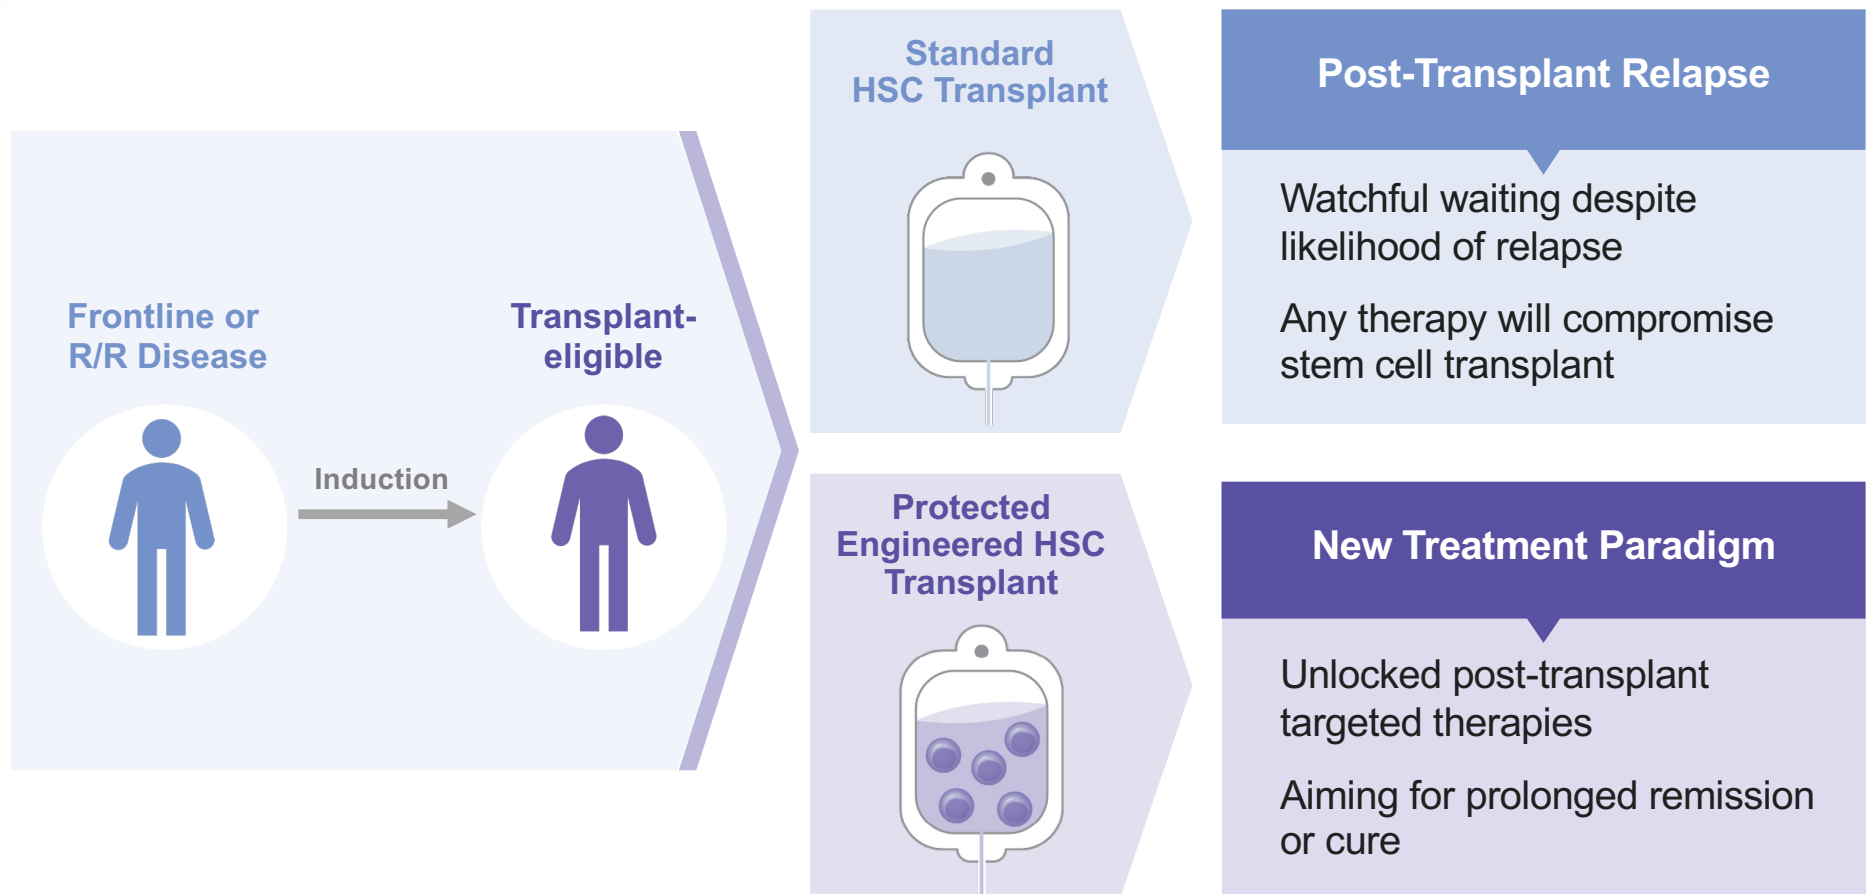 Frontline or
R/R Disease
Induction
Transplant-
eligible
Standard
HSC Transplant
Post-Transplant Relapse
Watchful waiting despite
likelihood of relapse
Any therapy will compromise
stem cell transplant
Protected
Engineered HSC
Transplant
New Treatment Paradigm
Unlocked post-transplant
targeted therapies
Aiming for prolonged remission
or cure